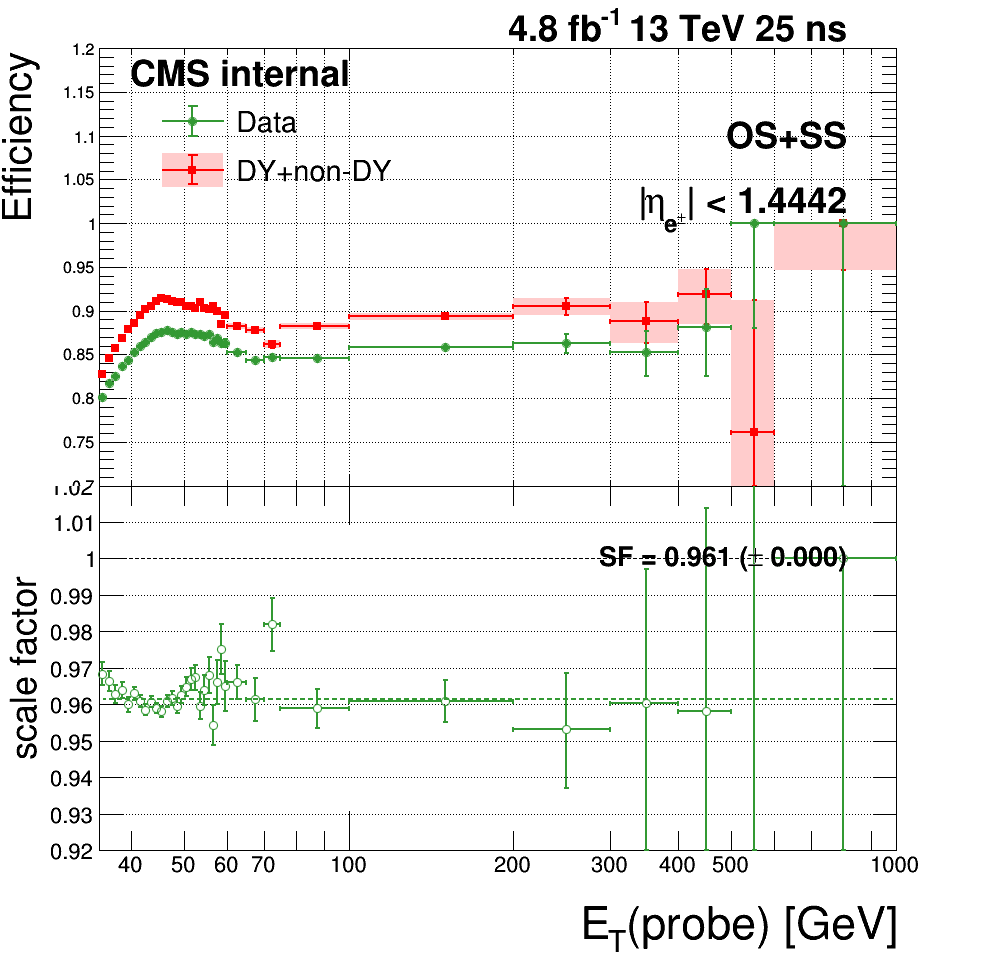 4.8 fb⁻¹ 13 TeV 25 ns
Efficiency
CMS internal
Data
DY+non-DY
OS+SS
|η_e±| < 1.4442
1.2
1.15
1.1
1.05
1
0.95
0.9
0.85
0.8
0.75
scale factor
SF = 0.961 (± 0.000)
1.02
1.01
1
0.99
0.98
0.97
0.96
0.95
0.94
0.93
0.92
40 50 60 70 100 200 300 400 500 1000
E_T(probe) [GeV]